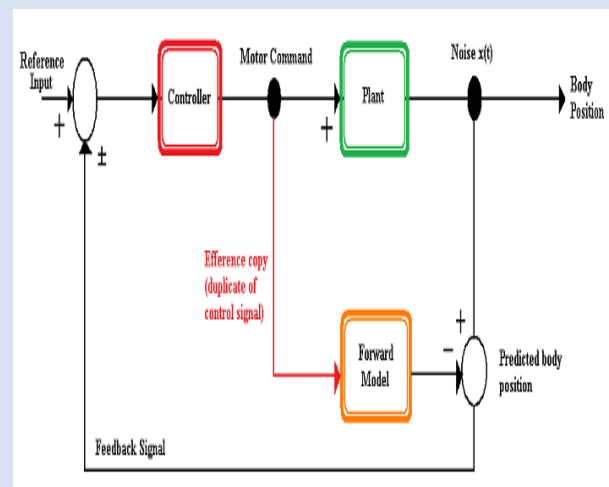 Reference
Input
+
±
Controller
Motor Command
+
Plant
Noise x(t)
Body
Position
Efference copy
(duplicate of
control signal)
Forward
Model
−
+
Predicted body
position
Feedback Signal